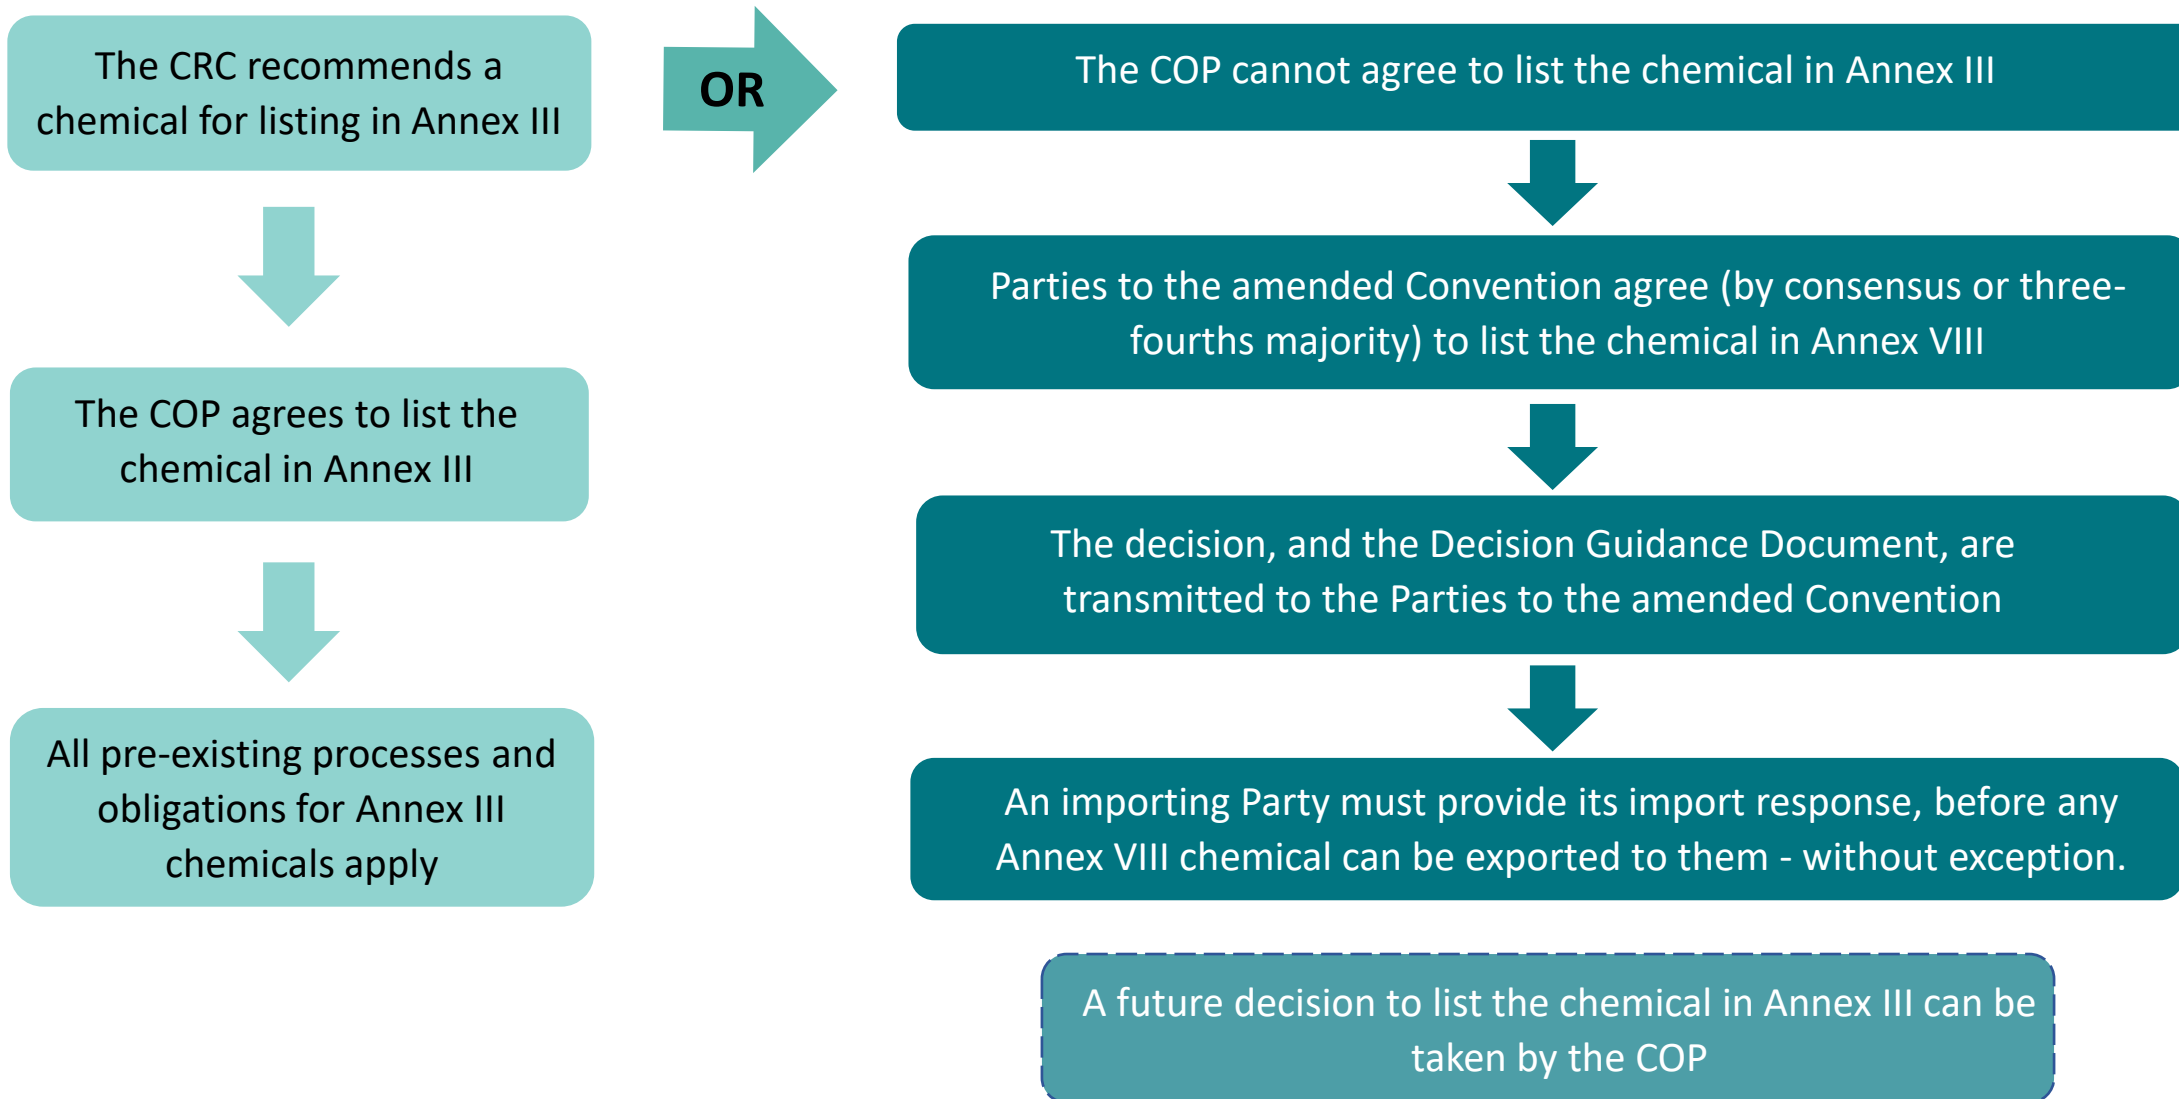 The CRC recommends a
chemical for listing in Annex III
OR
The COP cannot agree to list the chemical in Annex III
Parties to the amended Convention agree (by consensus or three-
fourths majority) to list the chemical in Annex VIII
The COP agrees to list the
chemical in Annex III
The decision, and the Decision Guidance Document, are
transmitted to the Parties to the amended Convention
All pre-existing processes and
obligations for Annex III
chemicals apply
An importing Party must provide its import response, before any
Annex VIII chemical can be exported to them - without exception.
A future decision to list the chemical in Annex III can be
taken by the COP